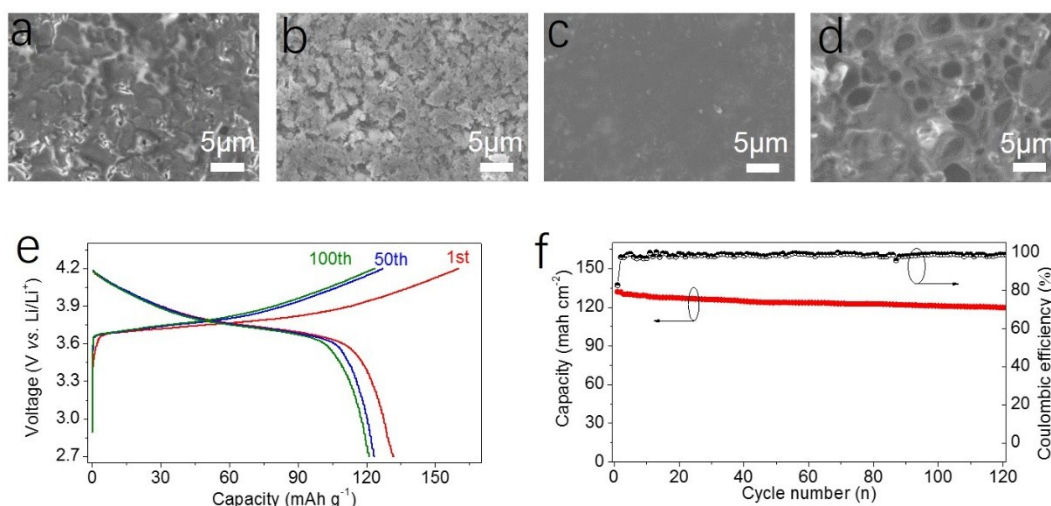 a
5μm
b
5μm
c
5μm
d
5μm
e
100th 50th 1st
4.2
3.9
3.6
3.3
3.0
2.7
Voltage (V vs. Li/Li+)
0 30 60 90 120 150
Capacity (mAh g-1)
f
150
120
90
60
30
0
Capacity (mah cm-2)
100
80
60
40
20
0
Coulombic efficiency (%)
0 20 40 60 80 100 120
Cycle number (n)